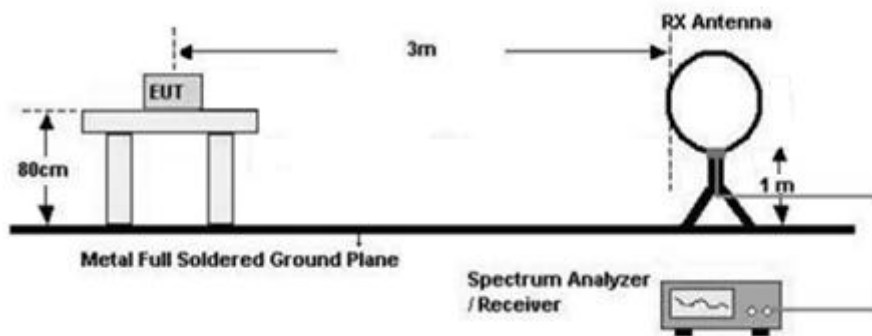 RX Antenna
3m
EUT
80cm
1 m
Metal Full Soldered Ground Plane
Spectrum Analyzer
/ Receiver